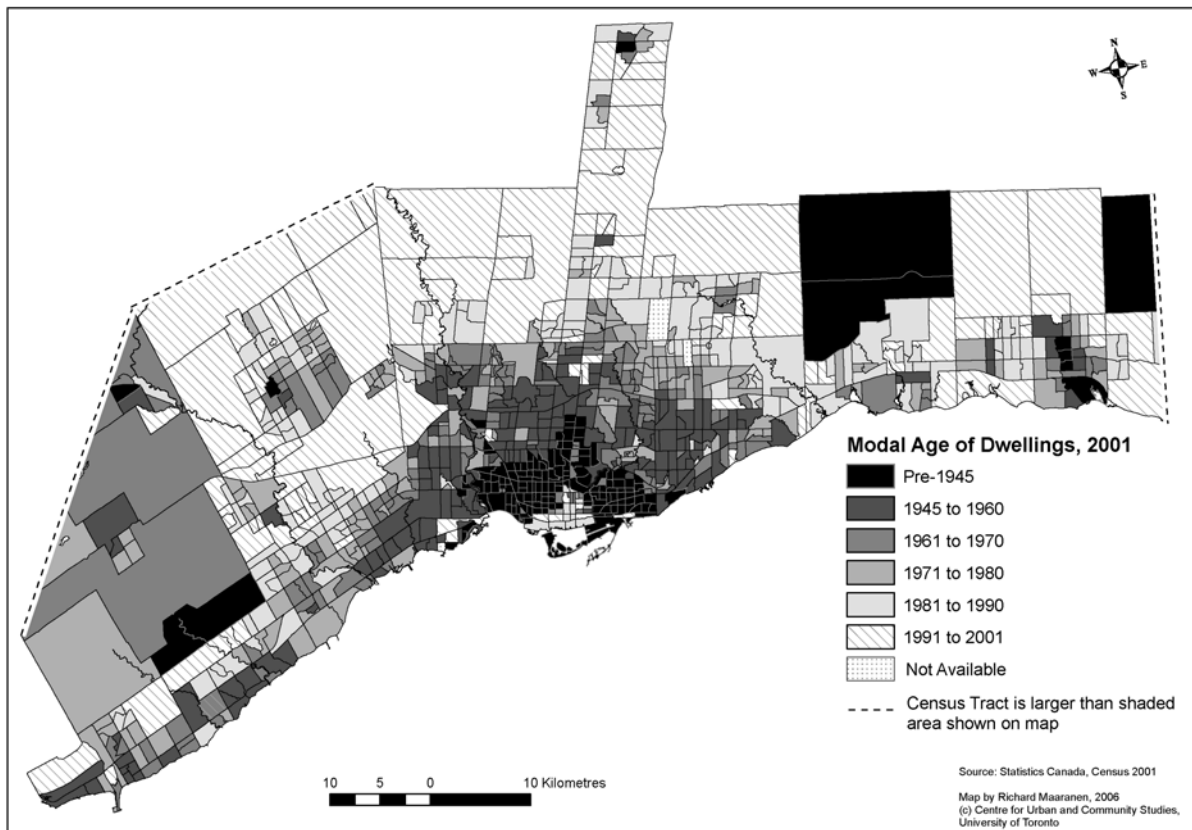 N
W E
S
Modal Age of Dwellings, 2001
Pre-1945
1945 to 1960
1961 to 1970
1971 to 1980
1981 to 1990
1991 to 2001
Not Available
Census Tract is larger than shaded
area shown on map
10 5 0 10 Kilometres
Source: Statistics Canada, Census 2001
Map by Richard Maaranen, 2006
(c) Centre for Urban and Community Studies,
University of Toronto